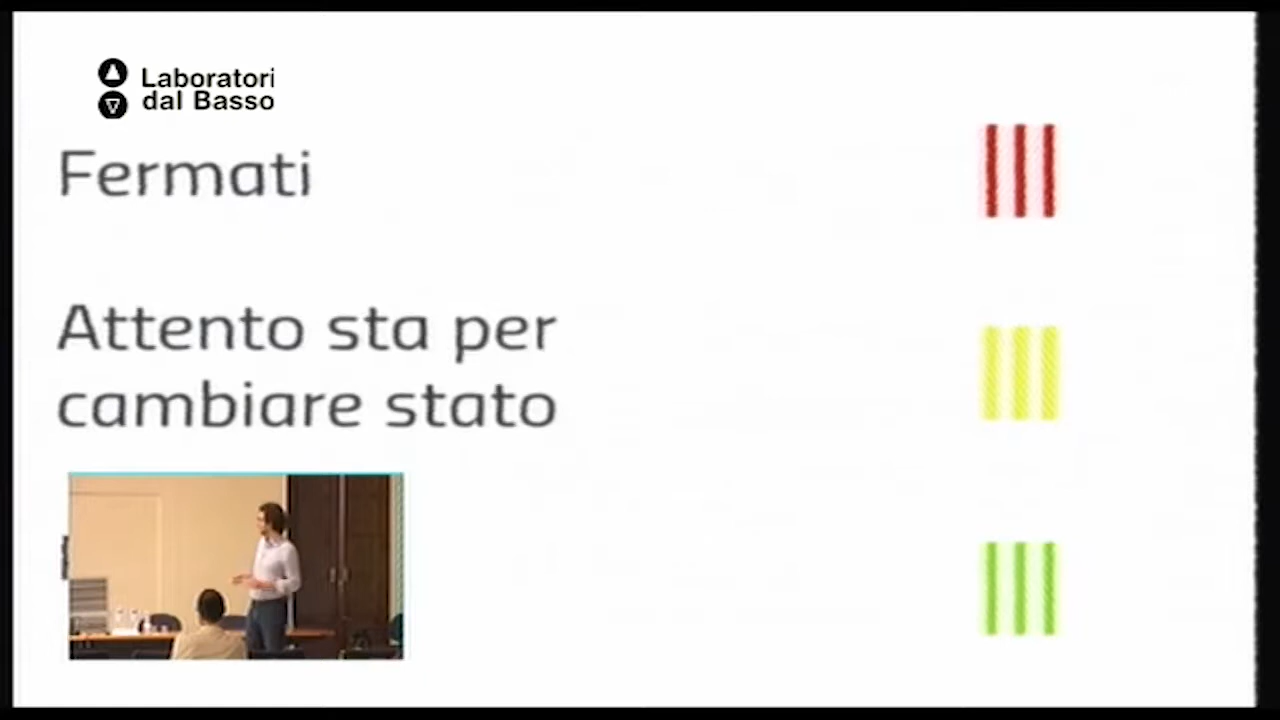 Laboratori
dal Basso
Fermati
Attento sta per
cambiare stato